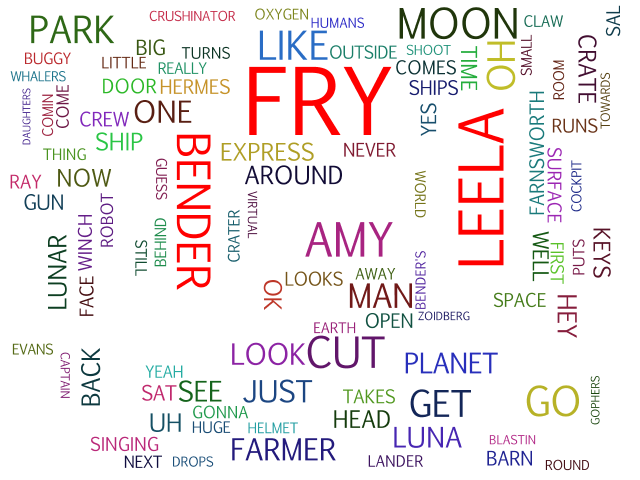 CRUSHINATOR
OXYGEN
HUMANS
MOON
CLAW
SAL
PARK
BIG
TURNS
LIKE
OUTSIDE
SHOOT
TIME
HO
SMALL
CRATE
BUGGY
LITTLE
REALLY
COMES
ROOM
TOWARDS
WHALERS
DOOR
HERMES
FRY
SHIPS
DAUGHTERS
COMIN
COME
CREW
ONE
YES
LEELA
FARNSWORTH
RUNS
SHIP
BENDER
EXPRESS
NEVER
THING
GUESS
AROUND
WORLD
SURFACE
COCKPIT
RAY
NOW
GUN
ROBOT
VIRTUAL
LUNAR
FACE
WINCH
STILL
BEHIND
CRATER
AMY
WELL
FIRST
PUTS
KEYS
OK
LOOKS
AWAY
BENDER'S
MAN
SPACE
HEY
EARTH
OPEN
ZOIDBERG
EVANS
CAPTAIN
BACK
LOOK
CUT
PLANET
YEAH
SAT
SEE
JUST
TAKES
GET
GO
GOPHERS
GONNA
UH
HUGE
HELMET
HEAD
SINGING
FARMER
LUNA
BLASTIN
NEXT
DROPS
LANDER
BARN
ROUND